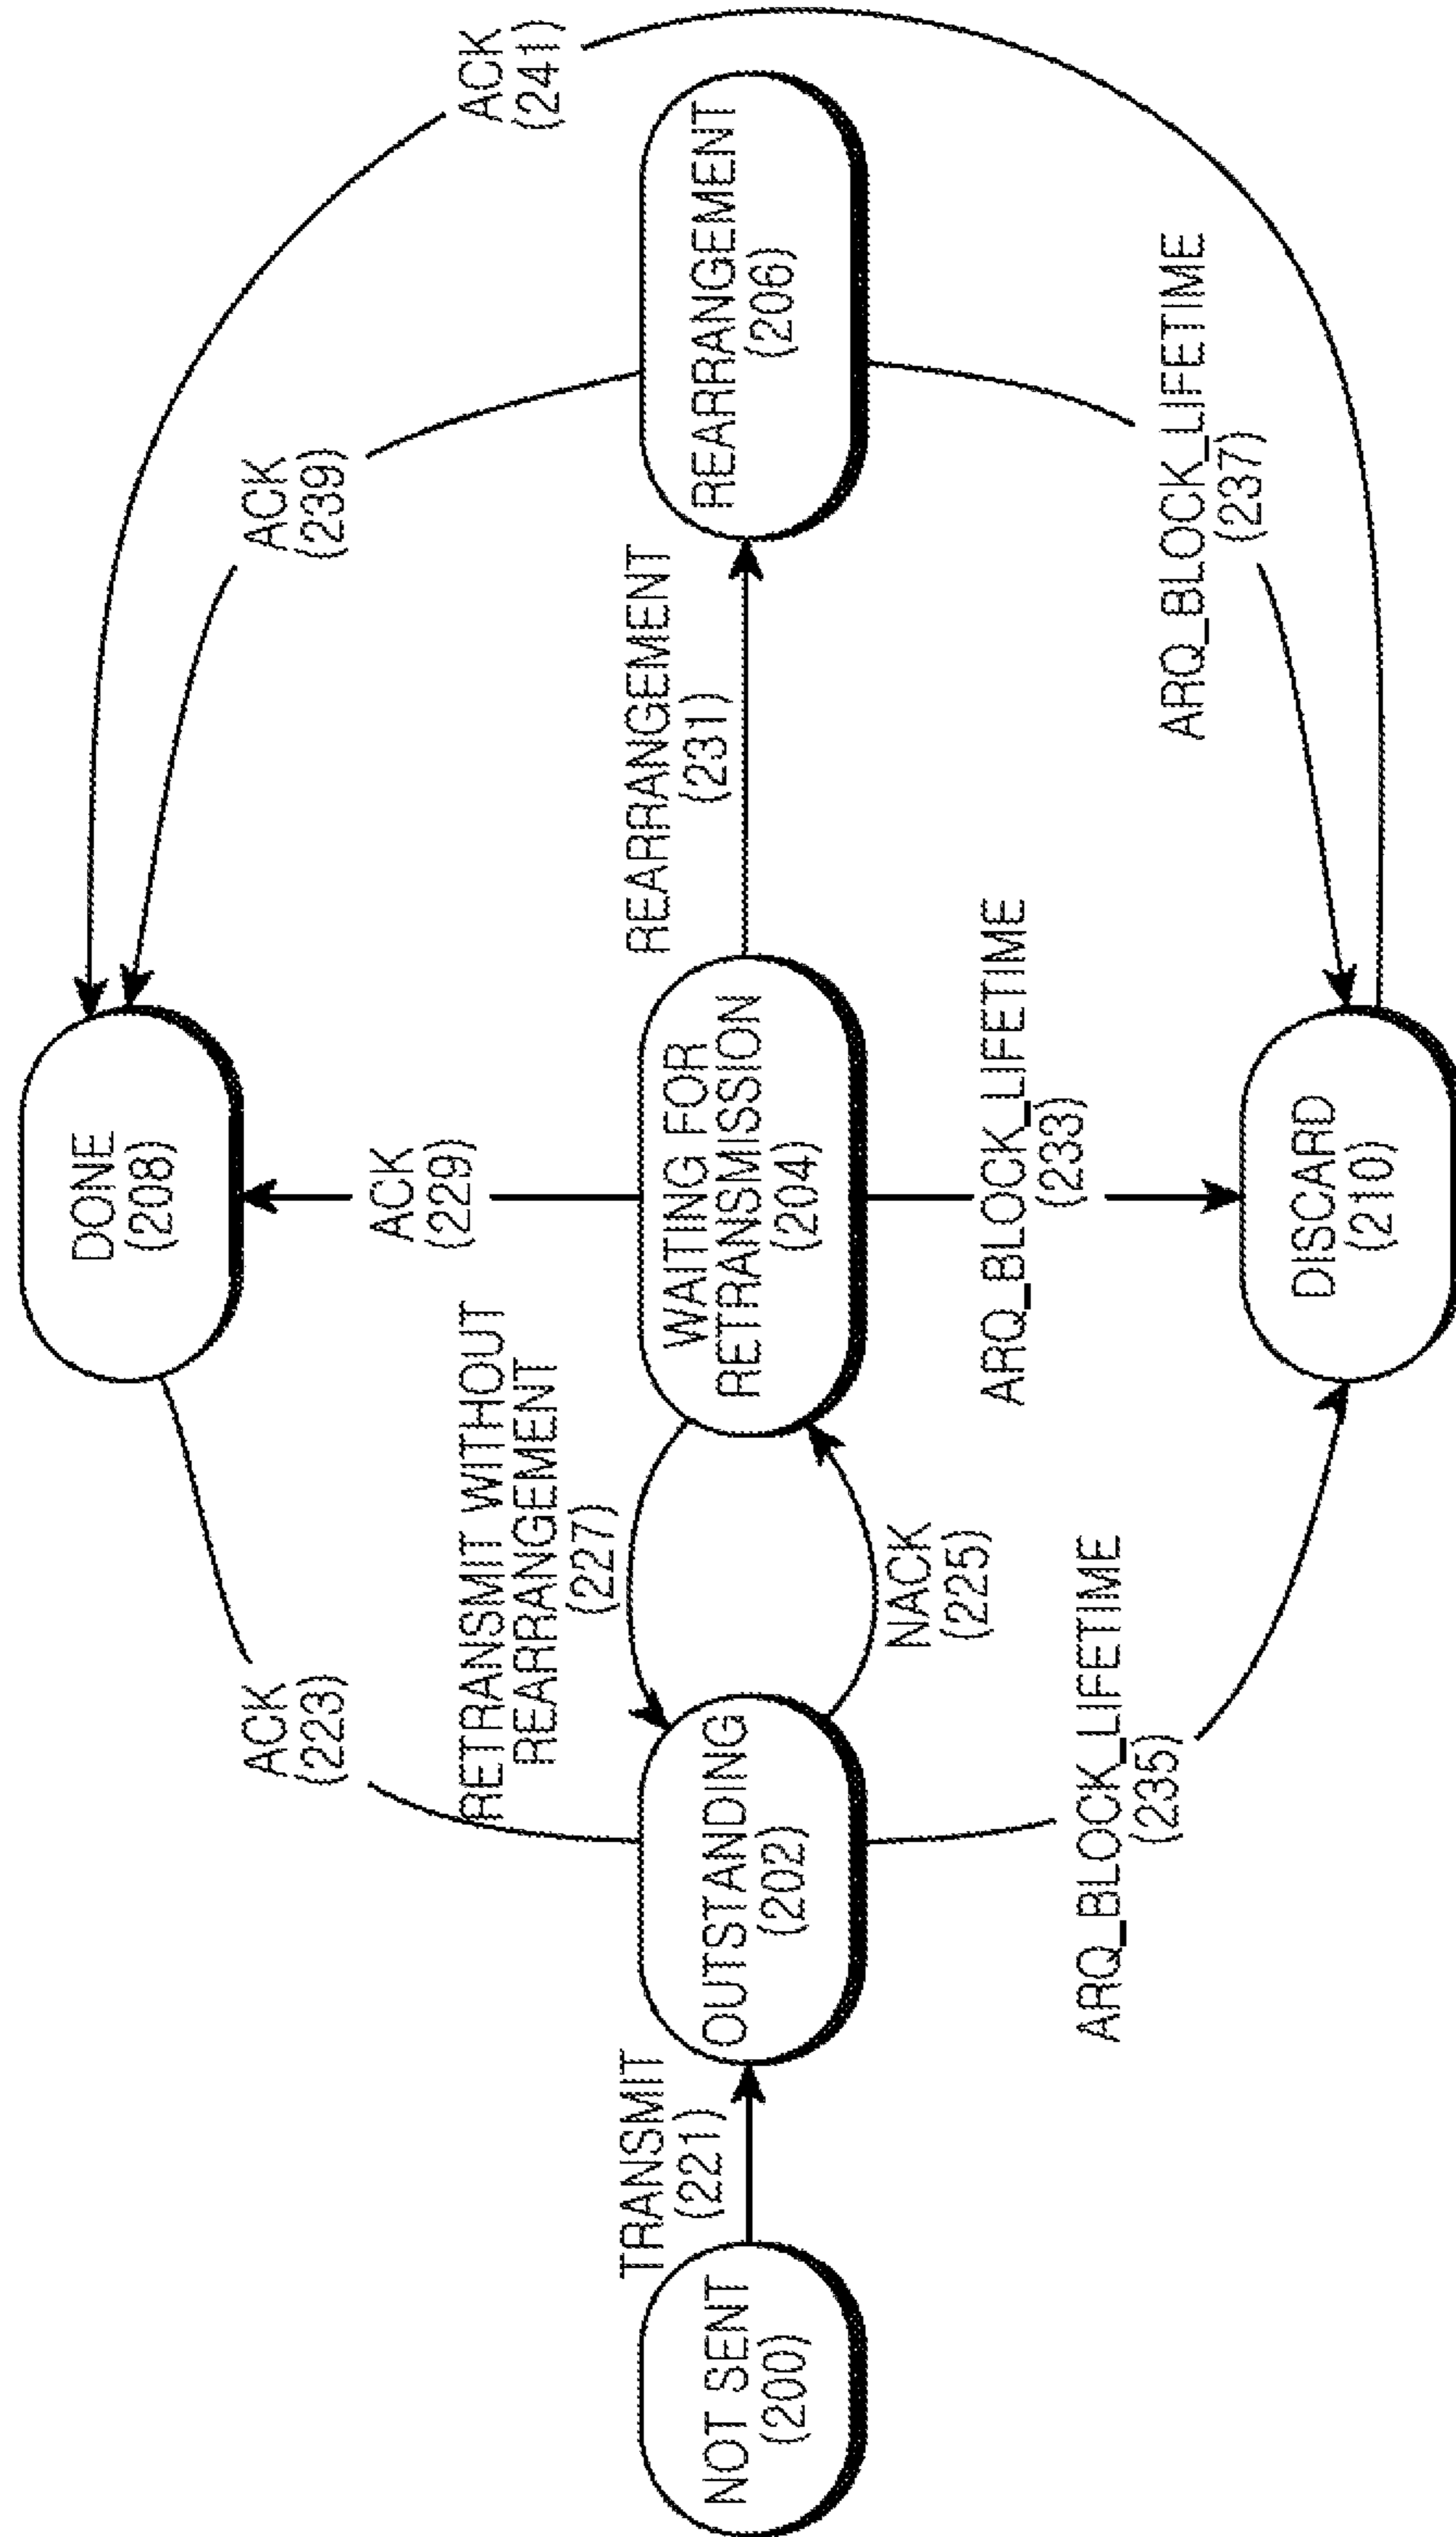 DONE
(208)
ACK
(223)
ACK
(229)
ACK
(239)
ACK
(241)
RETRANSMIT WITHOUT
REARRANGEMENT
(227)
TRANSMIT
(221)
REARRANGEMENT
(231)
NOT SENT
(200)
OUTSTANDING
(202)
WAITING FOR
RETRANSMISSION
(204)
REARRANGEMENT
(206)
NACK
(225)
ARQ_BLOCK_LIFETIME
(235)
ARQ_BLOCK_LIFETIME
(233)
ARQ_BLOCK_LIFETIME
(237)
DISCARD
(210)